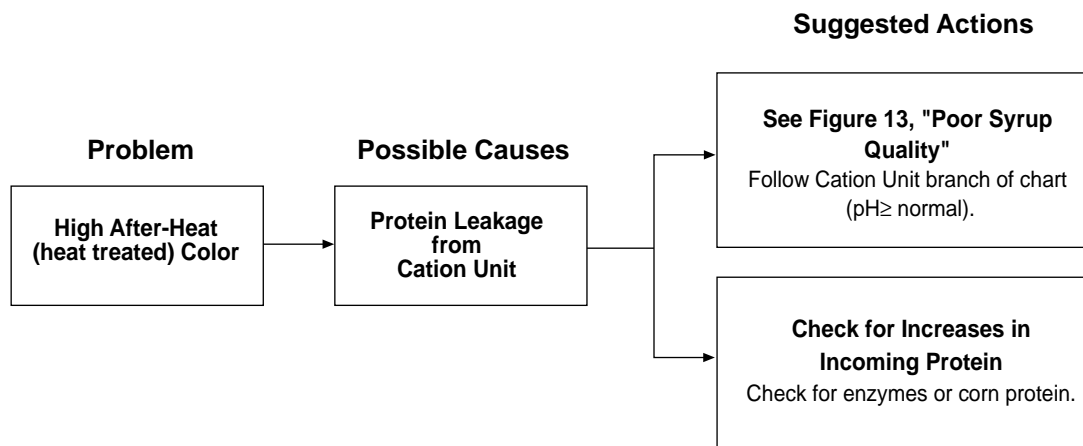 Suggested Actions
Problem
Possible Causes
High After-Heat
(heat treated) Color
Protein Leakage
from
Cation Unit
See Figure 13, "Poor Syrup
Quality"
Follow Cation Unit branch of chart
(pH≥ normal).
Check for Increases in
Incoming Protein
Check for enzymes or corn protein.